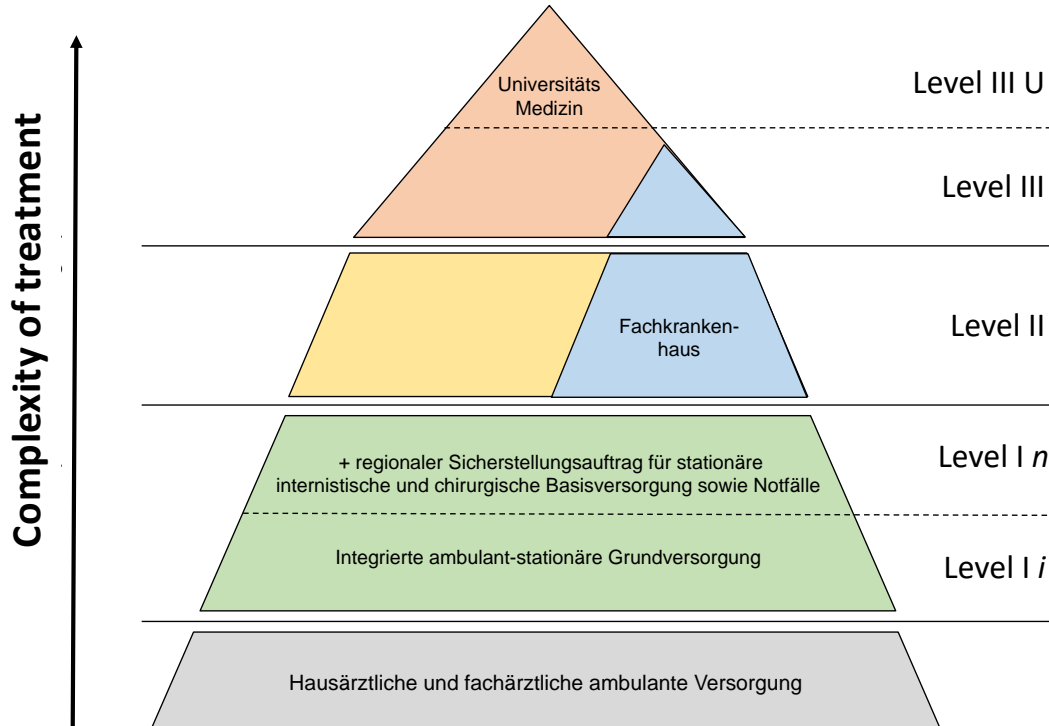 Complexity of treatment
Universitäts
Medizin
Level III U
Level III
Fachkranken-
haus
Level II
+ regionaler Sicherstellungsauftrag für stationäre
internistische und chirurgische Basisversorgung sowie Notfälle
Level I n
Integrierte ambulant-stationäre Grundversorgung
Level I i
Hausärztliche und fachärztliche ambulante Versorgung